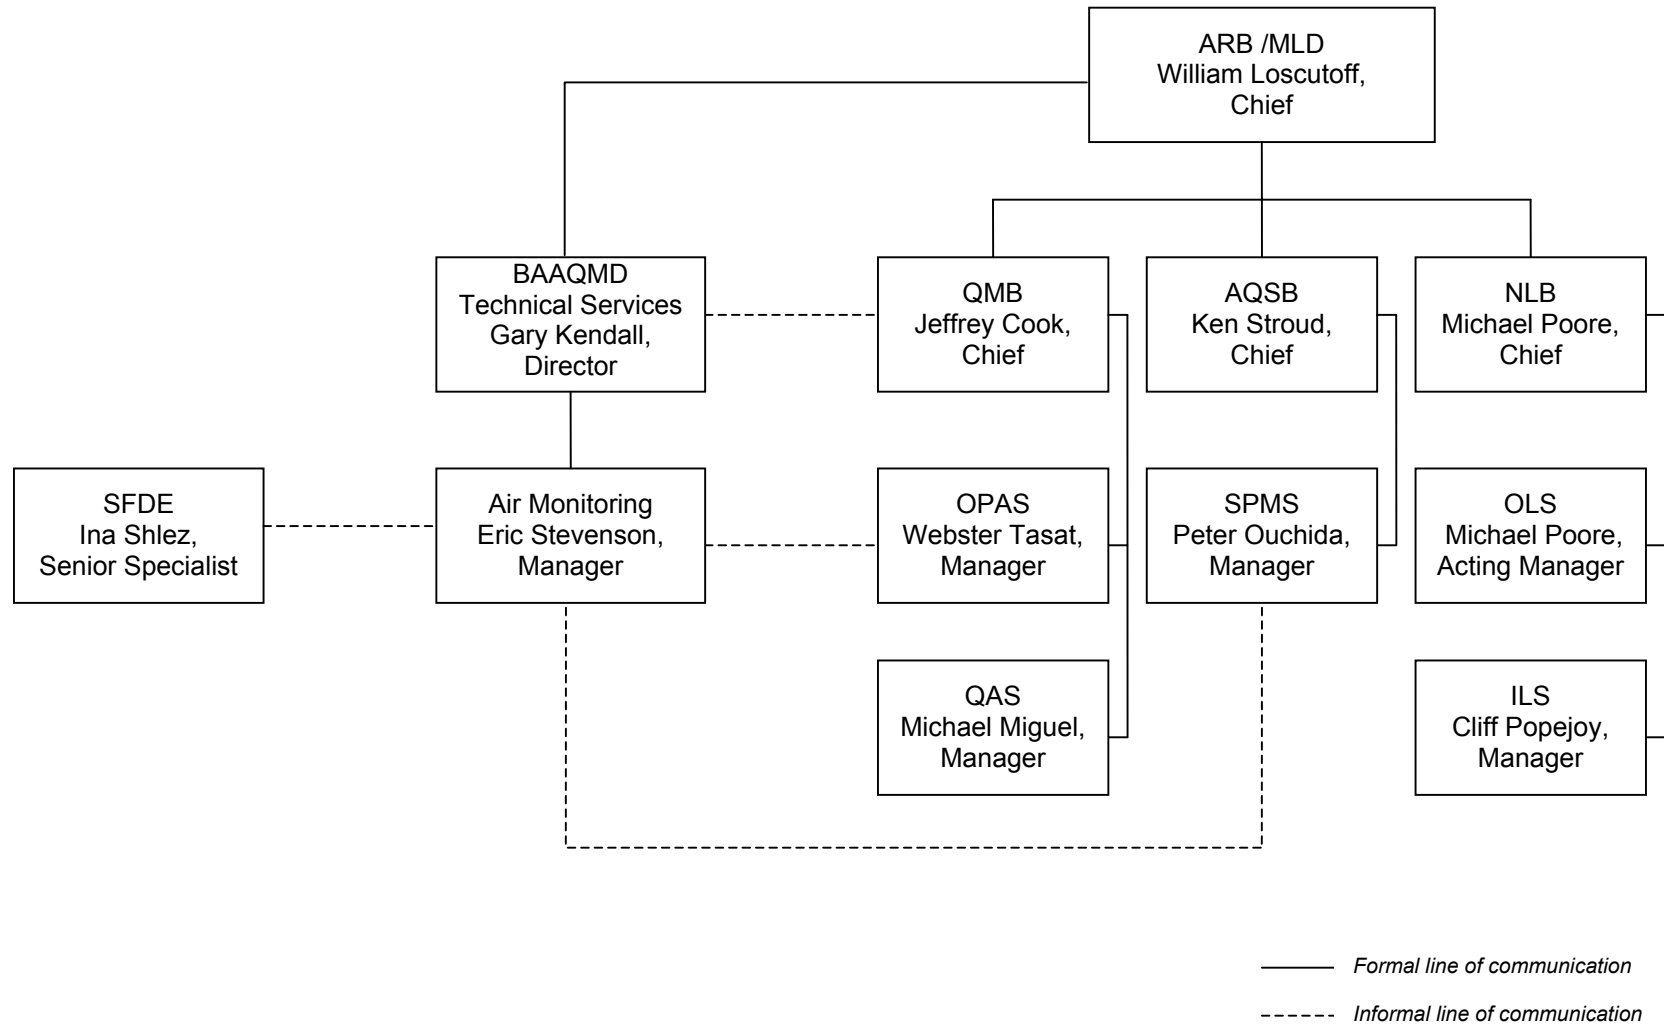 ARB /MLD
William Loscutoff,
Chief
BAAQMD
Technical Services
Gary Kendall,
Director
QMB
Jeffrey Cook,
Chief
AQSB
Ken Stroud,
Chief
NLB
Michael Poore,
Chief
SFDE
Ina Shlez,
Senior Specialist
Air Monitoring
Eric Stevenson,
Manager
OPAS
Webster Tasat,
Manager
SPMS
Peter Ouchida,
Manager
OLS
Michael Poore,
Acting Manager
QAS
Michael Miguel,
Manager
ILS
Cliff Popejoy,
Manager
Formal line of communication
Informal line of communication